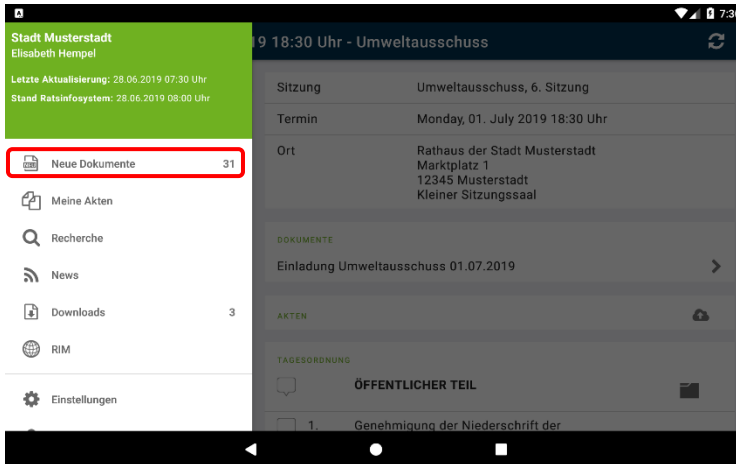 7:30
Stadt Musterstadt
Elisabeth Hempel
Letzte Aktualisierung: 28.06.2019 07:30 Uhr
Stand Ratsinfosystem: 28.06.2019 08:00 Uhr
Neue Dokumente 31
Meine Akten
Recherche
News
Downloads 3
RIM
Einstellungen
19 18:30 Uhr - Umweltausschuss
Sitzung Umweltausschuss, 6. Sitzung
Termin Monday, 01. July 2019 18:30 Uhr
Ort Rathaus der Stadt Musterstadt
Marktplatz 1
12345 Musterstadt
Kleiner Sitzungssaal
DOKUMENTE
Einladung Umweltausschuss 01.07.2019
AKTEN
TAGESORDNUNG
ÖFFENTLICHER TEIL
1. Genehmigung der Niederschrift der